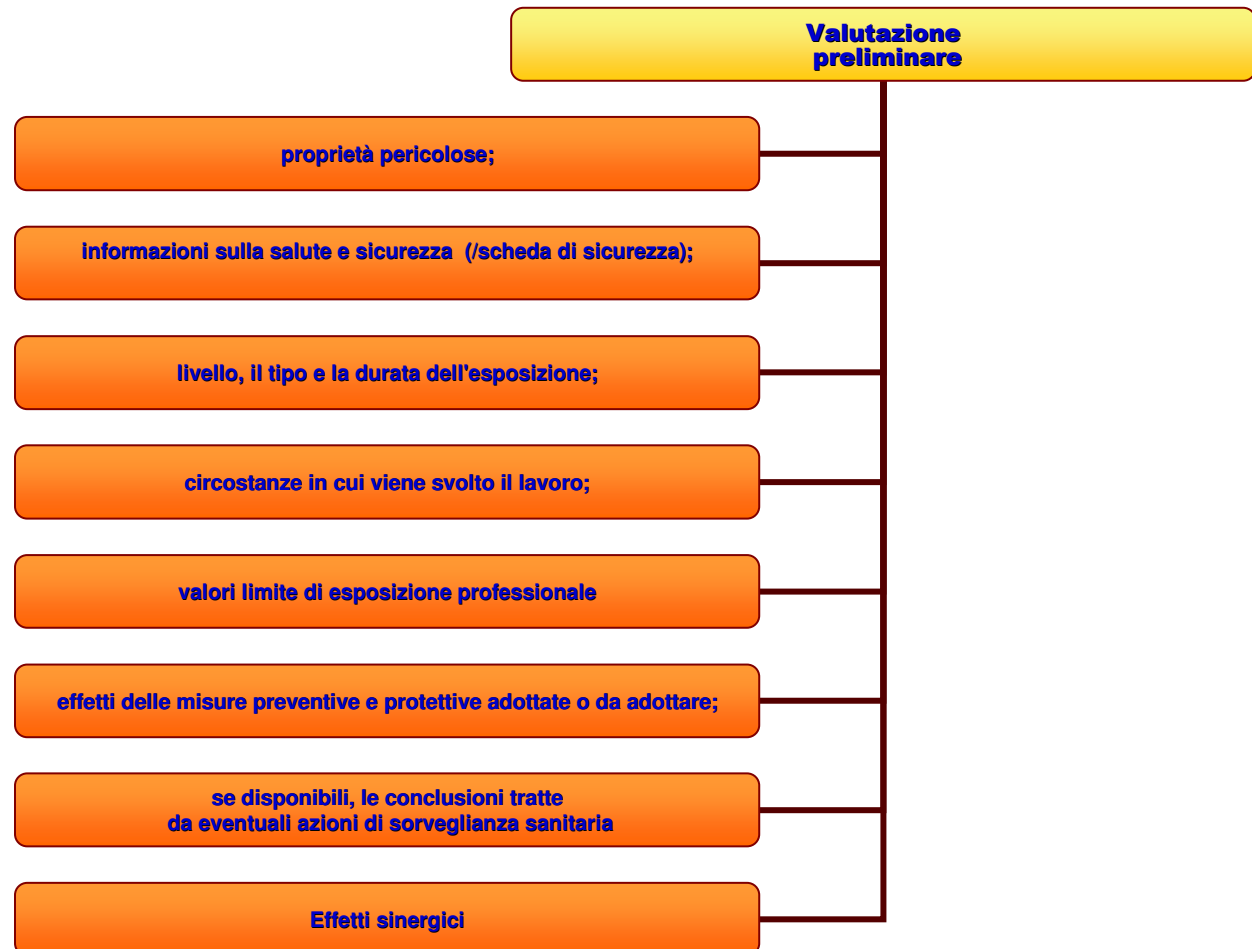 Valutazione
preliminare
proprietà pericolose;
informazioni sulla salute e sicurezza (/scheda di sicurezza);
livello, il tipo e la durata dell'esposizione;
circostanze in cui viene svolto il lavoro;
valori limite di esposizione professionale
effetti delle misure preventive e protettive adottate o da adottare;
se disponibili, le conclusioni tratte
da eventuali azioni di sorveglianza sanitaria
Effetti sinergici